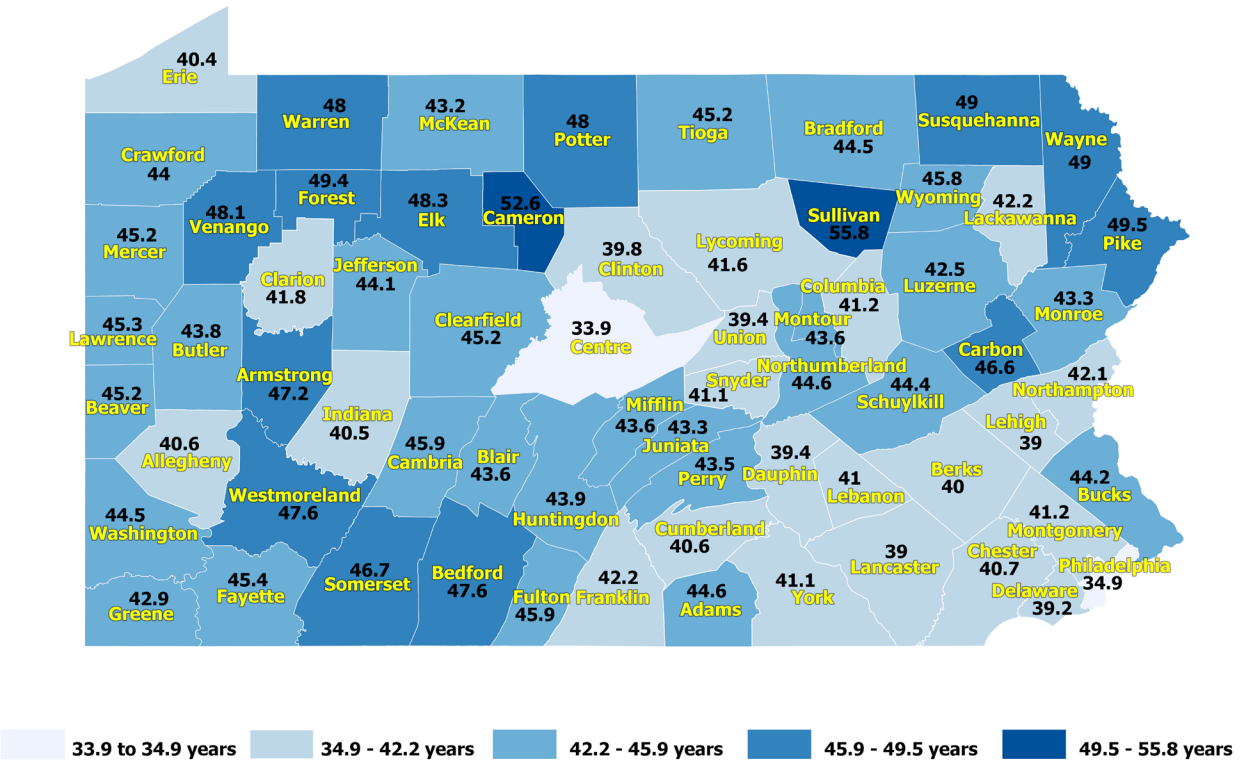 40.4
Erie
48
Warren
43.2
McKean
48
Potter
45.2
Tioga
Bradford
44.5
49
Susquehanna
Wayne
49
Crawford
44
49.4
Forest
48.3
Elk
52.6
Cameron
48.1
Venango
45.8
Wyoming
42.2
Lackawanna
Sullivan
55.8
49.5
Pike
45.2
Mercer
Clarion
41.8
Jefferson
44.1
39.8
Clinton
Lycoming
41.6
Columbia
41.2
42.5
Luzerne
43.3
Monroe
45.3
Lawrence
43.8
Butler
Clearfield
45.2
33.9
Centre
39.4
Union
Montour
43.6
Carbon
46.6
Armstrong
47.2
Snyder
41.1
Northumberland
44.6
44.4
Schuylkill
42.1
Northampton
45.2
Beaver
Indiana
40.5
Mifflin
43.6
43.3
Juniata
Lehigh
39
40.6
Allegheny
45.9
Cambria
Blair
43.6
43.5
Perry
39.4
Dauphin
41
Lebanon
Berks
40
44.2
Bucks
Westmoreland
47.6
43.9
Huntingdon
44.5
Washington
Cumberland
40.6
41.2
Montgomery
39
Lancaster
Chester
40.7
Philadelphia
34.9
45.4
Fayette
46.7
Somerset
Bedford
47.6
Fulton
45.9
42.2
Franklin
44.6
Adams
41.1
York
Delaware
39.2
42.9
Greene
33.9 to 34.9 years
34.9 - 42.2 years
42.2 - 45.9 years
45.9 - 49.5 years
49.5 - 55.8 years